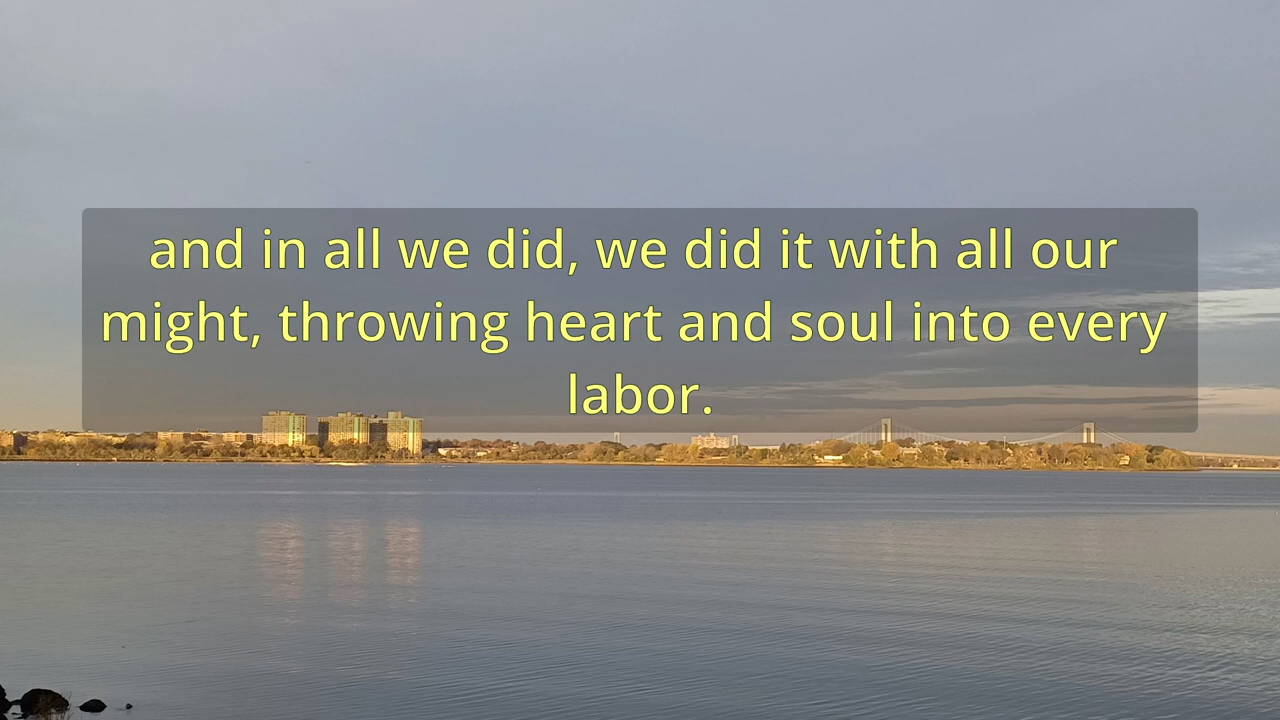 and in all we did, we did it with all our
might, throwing heart and soul into every
labor.